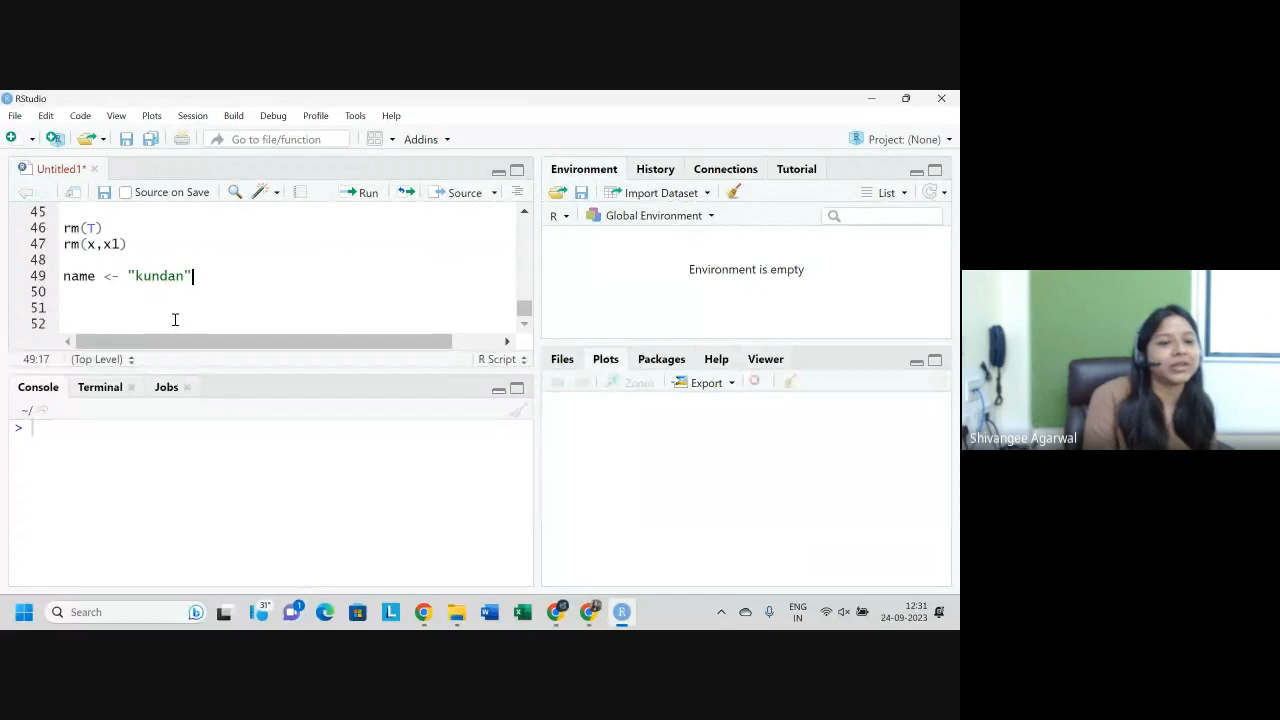 RStudio
File Edit Code View Plots Session Build Debug Profile Tools Help
Go to file/function Addins Project: (None)
Untitled1*
Source on Save Run Source
45
46 rm(T)
47 rm(x,x1)
48
49 name <- "kundan"
50
51
52
49:17 (Top Level) R Script
Console Terminal Jobs
~/
>
Environment History Connections Tutorial
Import Dataset List
R Global Environment
Environment is empty
Files Plots Packages Help Viewer
Zoom Export
Shivangee Agarwal
Search 31° 1 ENG 12:31
IN 24-09-2023